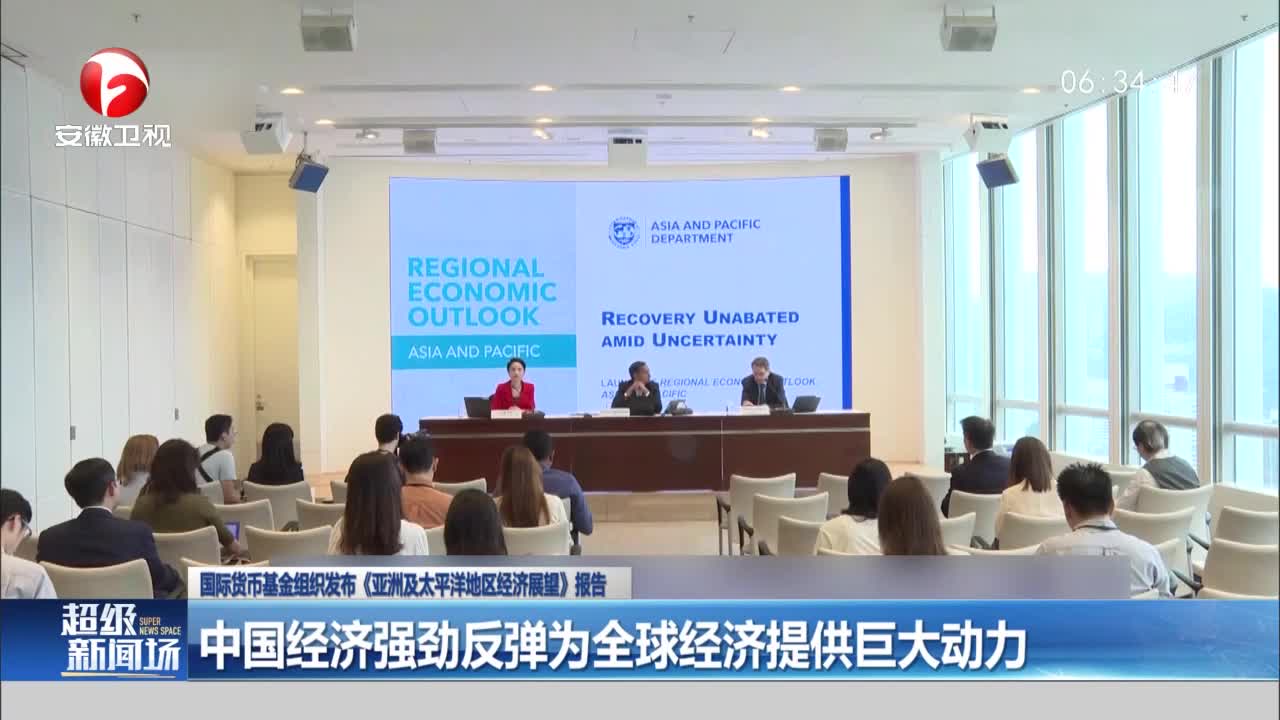 安徽卫视
06:34
ASIA AND PACIFIC
DEPARTMENT
REGIONAL
ECONOMIC
OUTLOOK
ASIA AND PACIFIC
RECOVERY UNABATED
AMID UNCERTAINTY
REGIONAL ECONOMIC OUTLOOK
国际货币基金组织发布《亚洲及太平洋地区经济展望》报告
超级
新闻场
SUPER
NEWS SPACE
中国经济强劲反弹为全球经济提供巨大动力